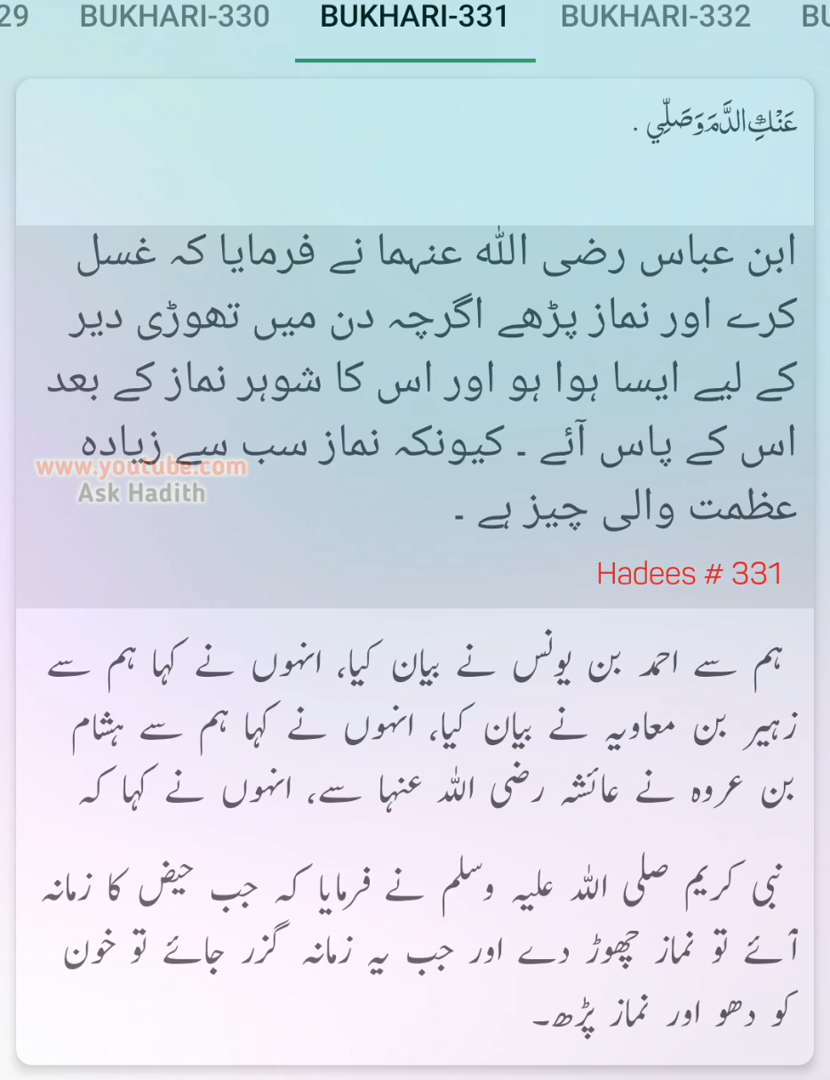 29 BUKHARI-330 BUKHARI-331 BUKHARI-332 BU
عَنْكِ الدَّمَ وَصَلِّي .
ابن عباس رضی اللہ عنہما نے فرمایا کہ غسل
کرے اور نماز پڑھے اگرچہ دن میں تھوڑی دیر
کے لیے ایسا ہوا ہو اور اس کا شوہر نماز کے بعد
اس کے پاس آئے ۔ کیونکہ نماز سب سے زیادہ
www.youtube.com
Ask Hadith
عظمت والی چیز ہے ۔
Hadees # 331
ہم سے احمد بن یونس نے بیان کیا، انہوں نے کہا ہم سے
زہیر بن معاویہ نے بیان کیا، انہوں نے کہا ہم سے ہشام
بن عروہ نے عائشہ رضی اللہ عنہا سے، انہوں نے کہا کہ
نبی کریم صلی اللہ علیہ وسلم نے فرمایا کہ جب حیض کا زمانہ
آئے تو نماز چھوڑ دے اور جب یہ زمانہ گزر جائے تو خون
کو دھو اور نماز پڑھ۔